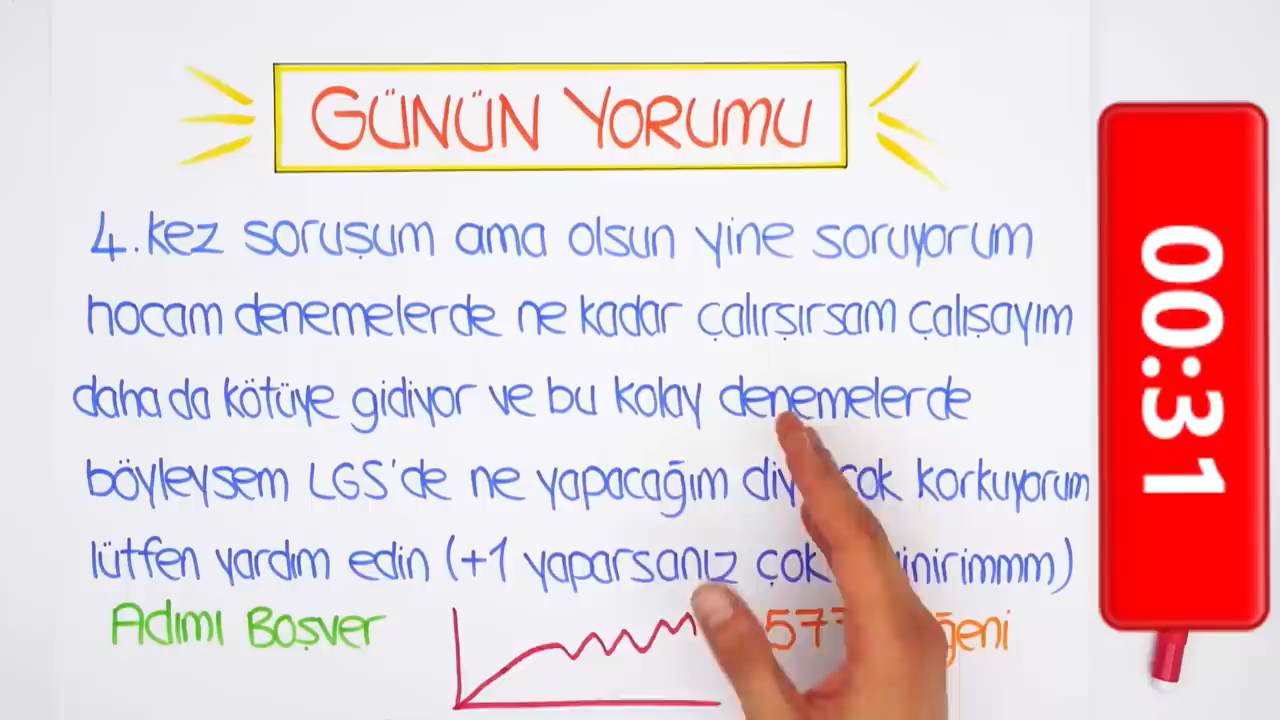 GÜNÜN YORUMU
4. kez soruşum ama olsun yine soruyorum
hocam denemelerde ne kadar çalırşırsam çalışayım
daha da kötüye gidiyor ve bu kolay denemelerde
böyleysem LGS'de ne yapacağım korkuyorum
lütfen yardım edin (+1 yaparsanız çok
Adımı Boşver
00:31